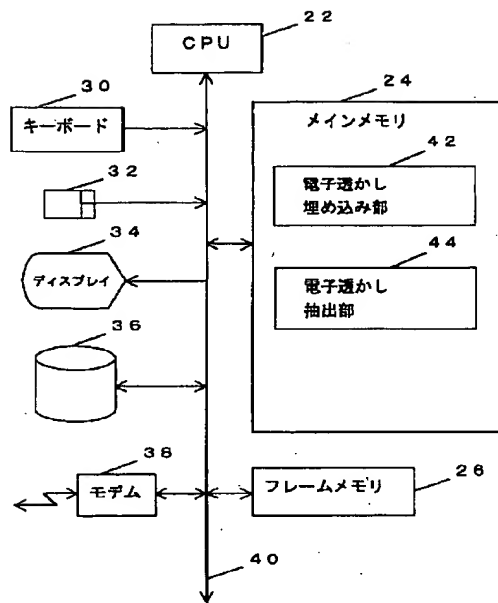 22
CPU
30
キーボード
24
メインメモリ
32
42
電子透かし
埋め込み部
34
ディスプレイ
44
電子透かし
抽出部
36
38
モデム
26
フレームメモリ
40